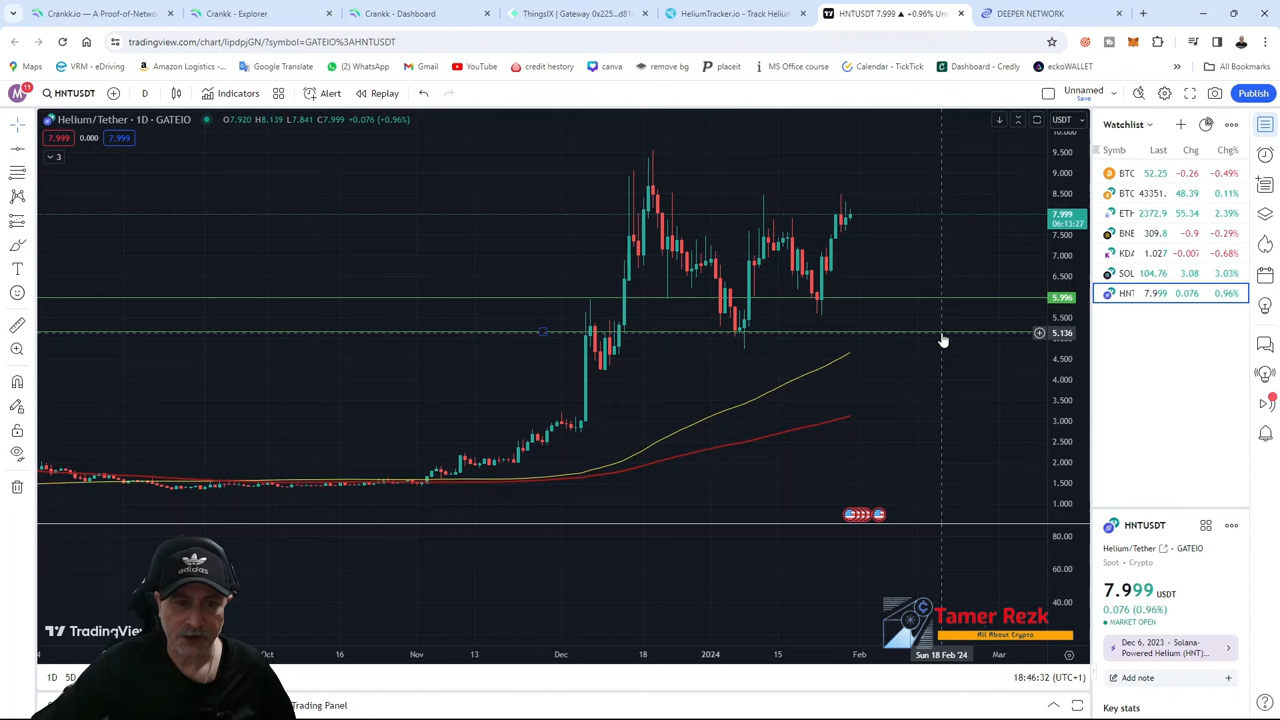 Crankk.io — A Proof-of-Network
Crankk - Explorer
Crankk - Dashboard
ThingsIX | Gateway 0x225...d81
HeliumTracker.io - Track Helium
HNTUSDT 7.999 ▲ +0.96% Un
DEEPER NETWORK
tradingview.com/chart/lipdpjGN/?symbol=GATEIO%3AHNTUSDT
Maps
VRM - eDriving
Amazon Logistics -...
Google Translate
(2) WhatsApp
Gmail
YouTube
credit hestory
canva
remove bg
placeit
MS Office course
Calendar - TickTick
Dashboard - Credly
eckoWALLET
All Bookmarks
M
11
HNTUSDT
D
Indicators
Alert
Replay
Unnamed
Save
Publish
Helium/Tether - 1D - GATEIO
O7.920 H8.139 L7.841 C7.999 +0.076 (+0.96%)
USDT
7.999
0.000
7.999
3
10.000
9.500
9.000
8.500
7.999
06:13:27
7.500
7.000
6.500
5.996
5.500
5.136
4.500
4.000
3.500
3.000
2.500
2.000
1.500
1.000
80.00
60.00
40.00
Watchlist
Symb Last Chg Chg%
BTC 52.25 −0.26 −0.49%
BTC 43351. 48.39 0.11%
ETH 2372.9 55.34 2.39%
BNE 309.8 −0.9 −0.29%
KDA 1.027 −0.007 −0.68%
SOL 104.76 3.08 3.03%
HNT 7.999 0.076 0.96%
HNTUSDT
Helium/Tether - GATEIO
Spot • Crypto
7.999 USDT
0.076 (0.96%)
MARKET OPEN
Dec 6, 2023 - Solana-
Powered Helium (HNT)...
Add note
Key stats
adidas
Tamer Rezk
All About Crypto
TradingView
Oct
16
Nov
13
Dec
18
2024
15
Feb
Sun 18 Feb '24
Mar
1D
5D
18:46:32 (UTC+1)
Trading Panel